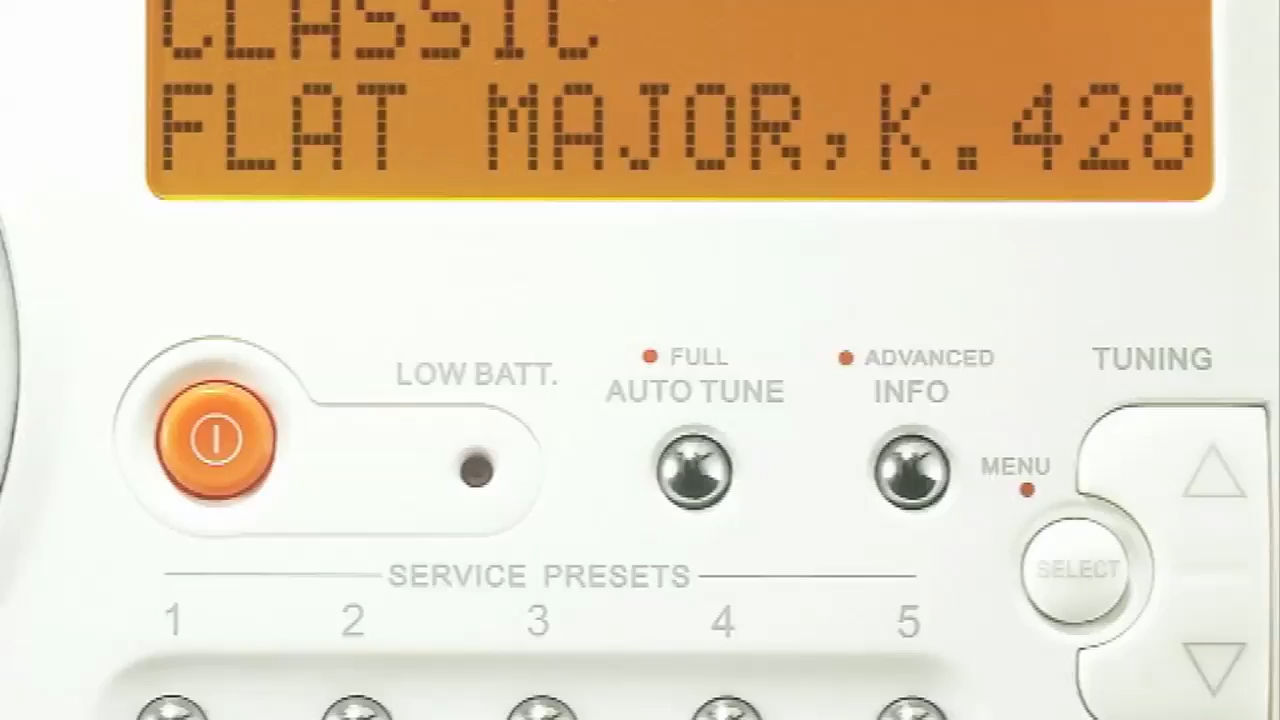 CLASSIC
FLAT MAJOR,K.428
LOW BATT.
FULL
AUTO TUNE
ADVANCED
INFO
TUNING
MENU
SELECT
SERVICE PRESETS
1 2 3 4 5